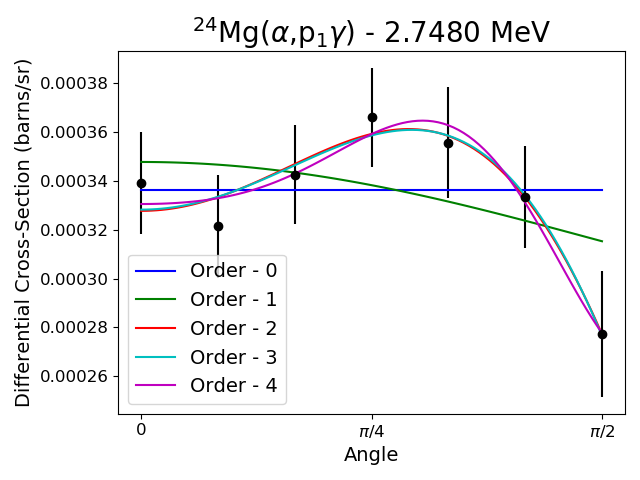 ²⁴Mg(α,p₁γ) - 2.7480 MeV
Differential Cross-Section (barns/sr)
0.00038
0.00036
0.00034
0.00032
0.00030
0.00028
0.00026
Order - 0
Order - 1
Order - 2
Order - 3
Order - 4
0
π/4
π/2
Angle